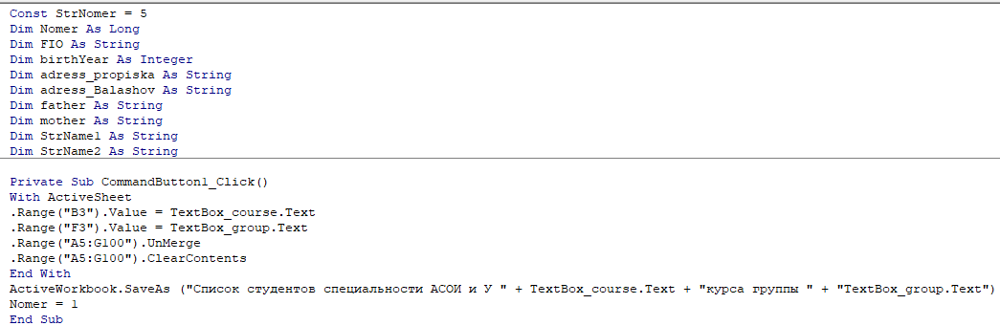 Const StrNomer = 5
Dim Nomer As Long
Dim FIO As String
Dim birthYear As Integer
Dim adress_propiska As String
Dim adress_Balashov As String
Dim father As String
Dim mother As String
Dim StrName1 As String
Dim StrName2 As String
Private Sub CommandButton1_Click()
With ActiveSheet
.Range("B3").Value = TextBox_course.Text
.Range("F3").Value = TextBox_group.Text
.Range("A5:G100").UnMerge
.Range("A5:G100").ClearContents
End With
ActiveWorkbook.SaveAs ("Список студентов специальности АСОИ и У " + TextBox_course.Text + "курса группы " + "TextBox_group.Text")
Nomer = 1
End Sub